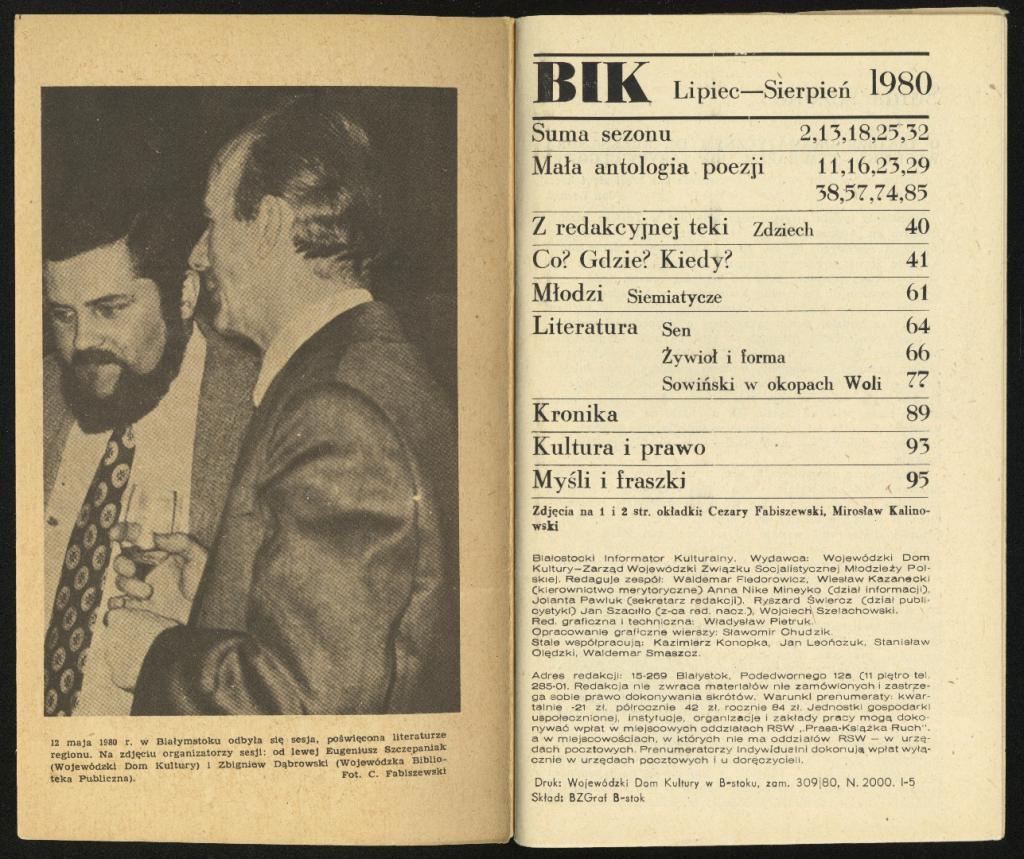 12 maja 1980 r. w Białymstoku odbyła się sesja, poświęcona literaturze
regionu. Na zdjęciu organizatorzy sesji: od lewej Eugeniusz Szczepaniak
(Wojewódzki Dom Kultury) i Zbigniew Dąbrowski (Wojewódzka Biblio-
teka Publiczna).
Fot. C. Fabiszewski
BIK Lipiec—Sierpień 1980
Suma sezonu 2,13,18,25,32
Mała antologia poezji 11,16,23,29
38,57,74,85
Z redakcyjnej teki Zdziech 40
Co? Gdzie? Kiedy? 41
Młodzi Siemiatycze 61
Literatura Sen 64
Żywioł i forma 66
Sowiński w okopach Woli 77
Kronika 89
Kultura i prawo 93
Myśli i fraszki 95
Zdjęcia na 1 i 2 str. okładki: Cezary Fabiszewski, Mirosław Kalino-
wski
Białostocki Informator Kulturalny. Wydawca: Wojewódzki Dom
Kultury—Zarząd Wojewódzki Związku Socjalistycznej Młodzieży Pol-
skiej. Redaguje zespół: Waldemar Fiedorowicz, Wiesław Kazanecki
(kierownictwo merytoryczne) Anna Nike Mineyko (dział informacji),
Jolanta Pawluk (sekretarz redakcji), Ryszard Świercz (dział publi-
cystyki) Jan Szaciłło (z-ca red. nacz.), Wojciech Szelachowski.
Red. graficzna i techniczna: Władysław Pietruk.
Opracowanie graficzne wierszy: Sławomir Chudzik.
Stale współpracują: Kazimierz Konopka, Jan Leończuk, Stanisław
Olędzki, Waldemar Smaszcz.
Adres redakcji: 15-269 Białystok, Podedwornego 12a (11 piętro tel.
285-01. Redakcja nie zwraca materiałów nie zamówionych i zastrze-
ga sobie prawo dokonywania skrótów. Warunki prenumeraty: kwar-
talnie -21 zł. półrocznie 42 zł. rocznie 84 zł. Jednostki gospodarki
uspołecznionej, instytucje, organizacje i zakłady pracy mogą doko-
nywać wpłat w miejscowych oddziałach RSW „Prasa-Książka Ruch",
a w miejscowościach, w których nie ma oddziałów RSW — w urzę-
dach pocztowych. Prenumeratorzy indywidualni dokonują wpłat wyłą-
cznie w urzędach pocztowych i u doręczycieli.
Druk: Wojewódzki Dom Kultury w B-stoku, zam. 309|80, N. 2000. I-5
Skład: BZGraf B-stok